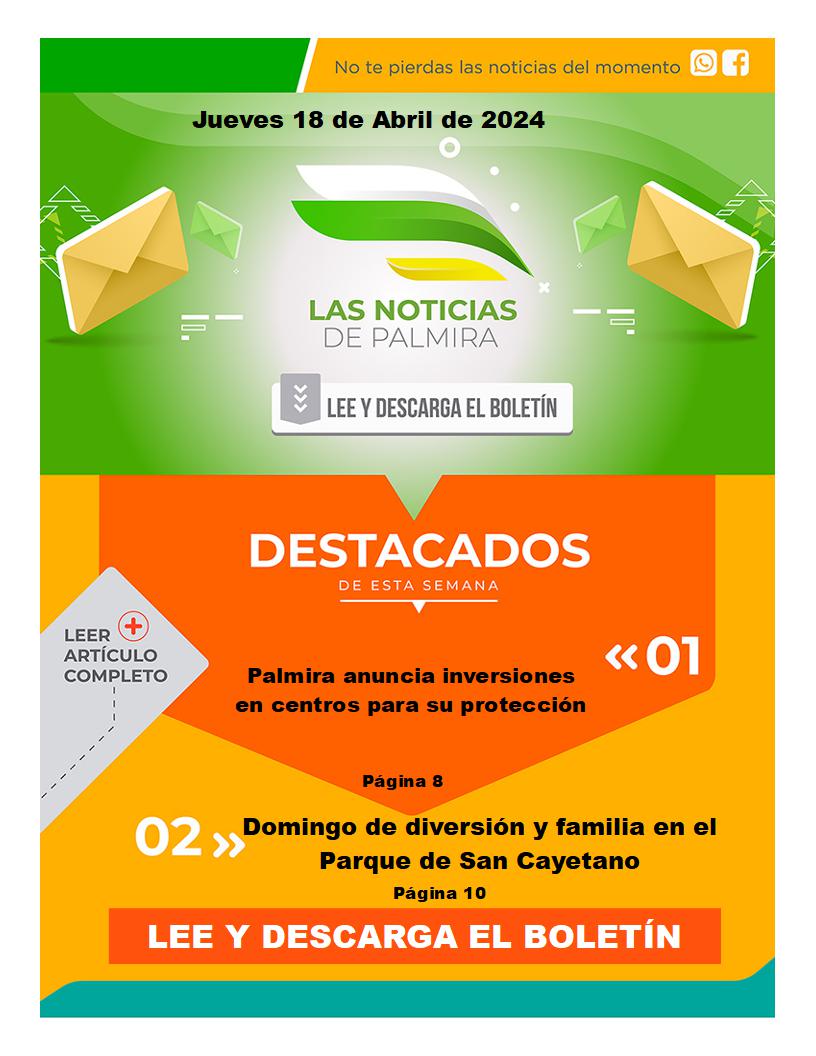 No te pierdas las noticias del momento
Jueves 18 de Abril de 2024
LAS NOTICIAS
DE PALMIRA
LEE Y DESCARGA EL BOLETÍN
DESTACADOS
DE ESTA SEMANA
LEER
ARTÍCULO
COMPLETO
«01
Palmira anuncia inversiones
en centros para su protección
Página 8
02»
Domingo de diversión y familia en el
Parque de San Cayetano
Página 10
LEE Y DESCARGA EL BOLETÍN